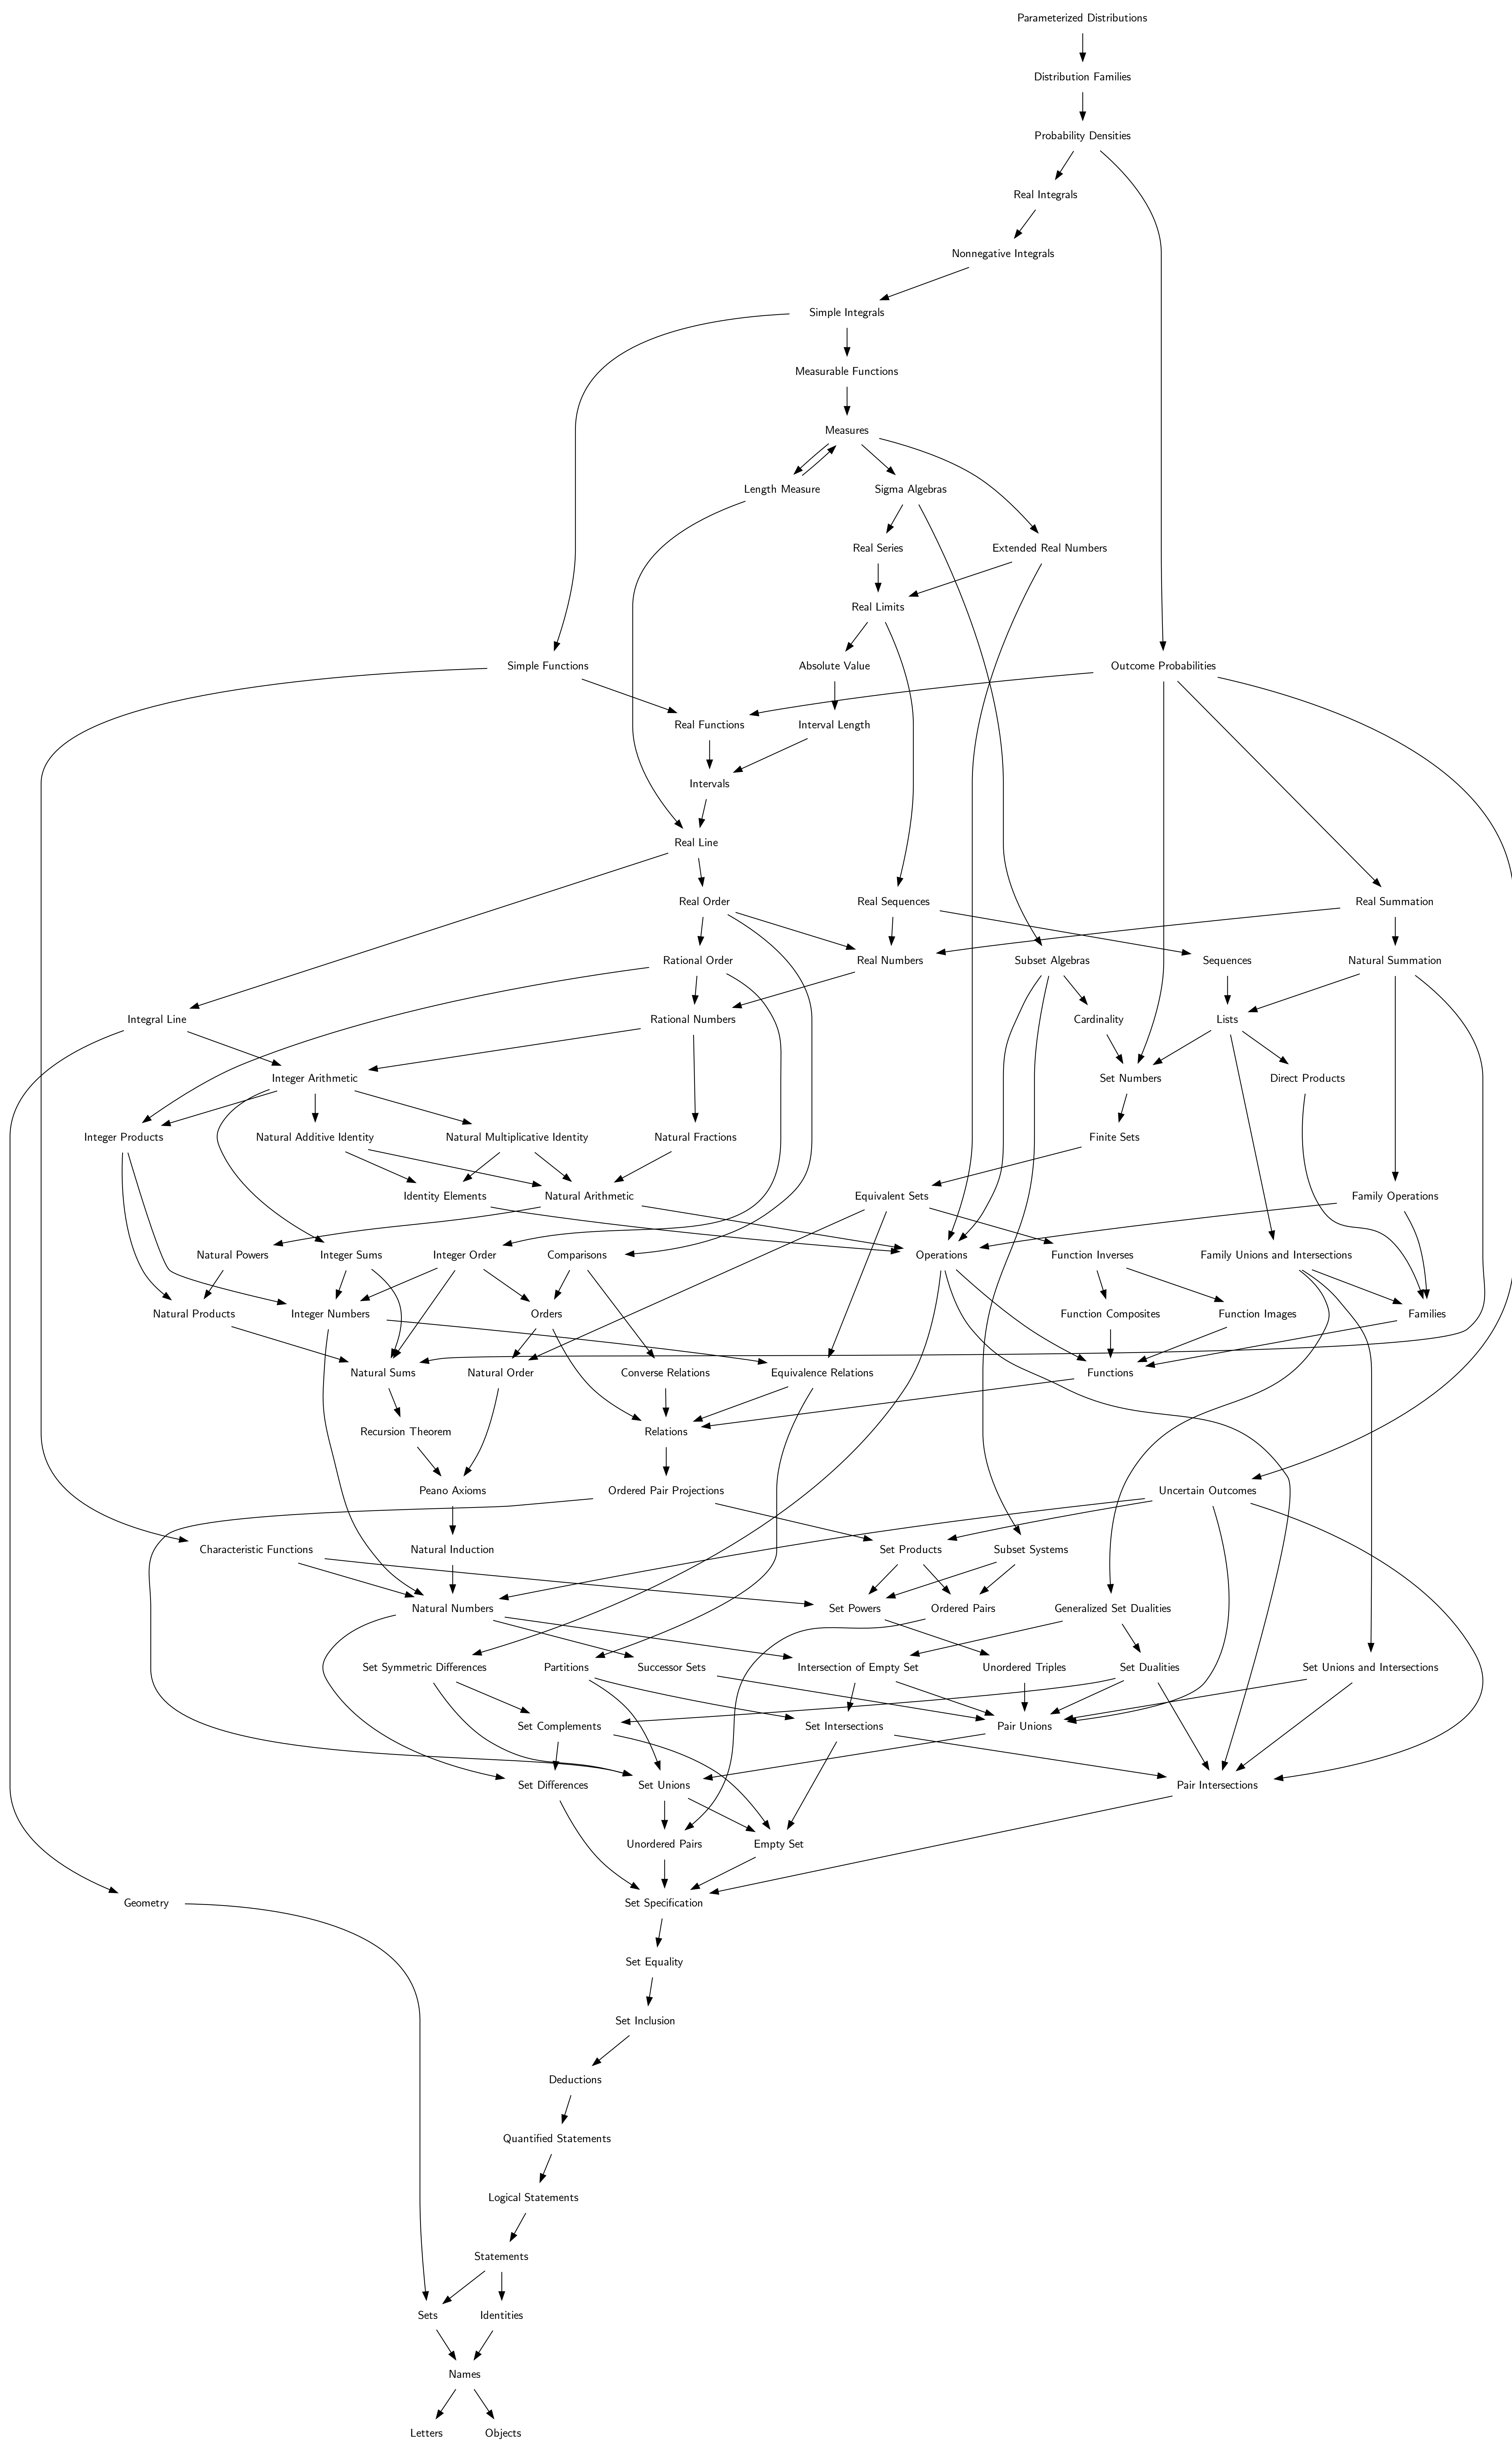 Parameterized Distributions
Distribution Families
Probability Densities
Real Integrals
Nonnegative Integrals
Simple Integrals
Measurable Functions
Measures
Length Measure
Sigma Algebras
Real Series
Extended Real Numbers
Real Limits
Simple Functions
Absolute Value
Outcome Probabilities
Real Functions
Interval Length
Intervals
Real Line
Real Order
Real Sequences
Real Summation
Rational Order
Real Numbers
Subset Algebras
Sequences
Natural Summation
Integral Line
Rational Numbers
Cardinality
Lists
Integer Arithmetic
Set Numbers
Direct Products
Integer Products
Natural Additive Identity
Natural Multiplicative Identity
Natural Fractions
Finite Sets
Identity Elements
Natural Arithmetic
Equivalent Sets
Family Operations
Natural Powers
Integer Sums
Integer Order
Comparisons
Operations
Function Inverses
Family Unions and Intersections
Natural Products
Integer Numbers
Orders
Function Composites
Function Images
Families
Natural Sums
Natural Order
Converse Relations
Equivalence Relations
Functions
Recursion Theorem
Relations
Peano Axioms
Ordered Pair Projections
Uncertain Outcomes
Characteristic Functions
Natural Induction
Set Products
Subset Systems
Natural Numbers
Set Powers
Ordered Pairs
Generalized Set Dualities
Set Symmetric Differences
Partitions
Successor Sets
Intersection of Empty Set
Unordered Triples
Set Dualities
Set Unions and Intersections
Set Complements
Set Intersections
Pair Unions
Set Differences
Set Unions
Pair Intersections
Unordered Pairs
Empty Set
Geometry
Set Specification
Set Equality
Set Inclusion
Deductions
Quantified Statements
Logical Statements
Statements
Sets
Identities
Names
Letters
Objects